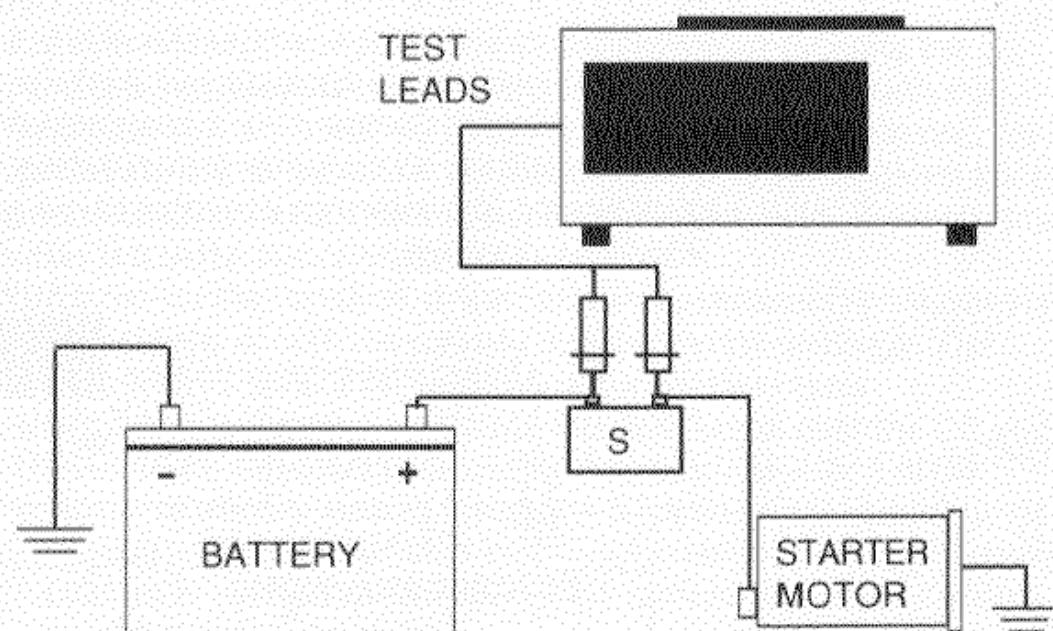 TEST
LEADS
S
- +
BATTERY
STARTER
MOTOR